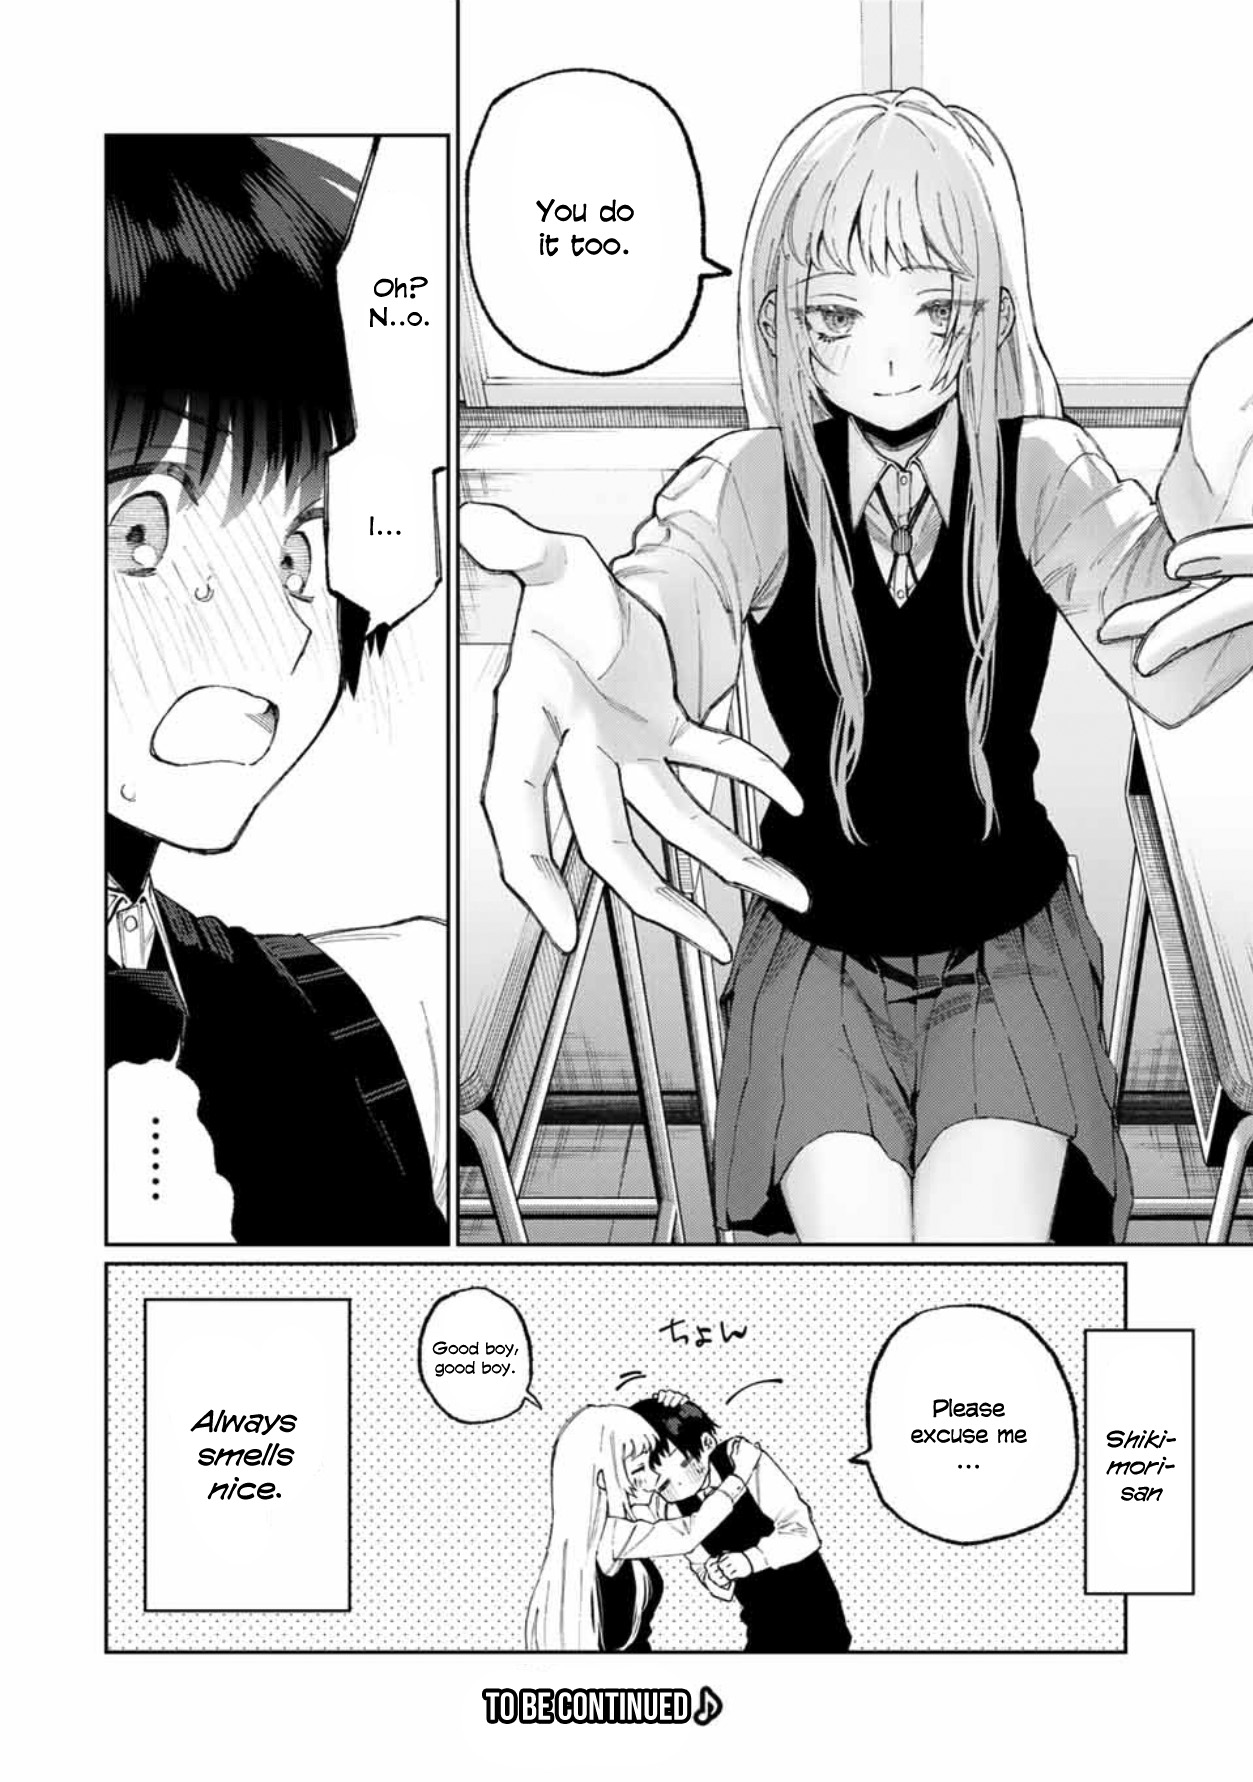 You do
it too.
Oh?
N..o.
I...
......
Shiki-
mori-
san
Please
excuse me
...
ちょん
Good boy,
good boy.
Always
smells
nice.
TO BE CONTINUED♪